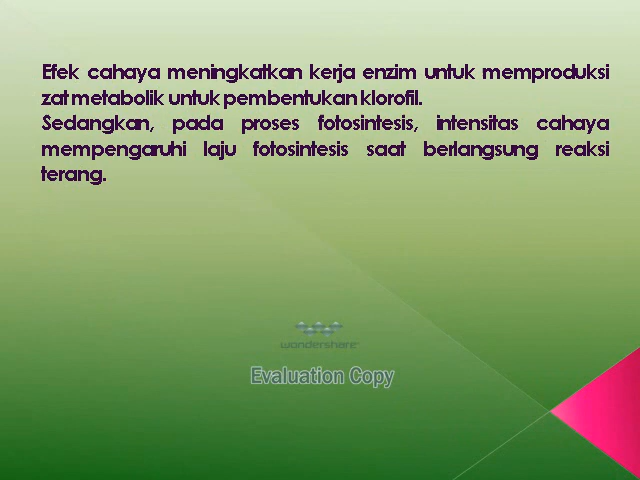 Efek cahaya meningkatkan kerja enzim untuk memproduksi
zat metabolik untuk pembentukan klorofil.
Sedangkan, pada proses fotosintesis, intensitas cahaya
mempengaruhi laju fotosintesis saat berlangsung reaksi
terang.
wondershare
Evaluation Copy